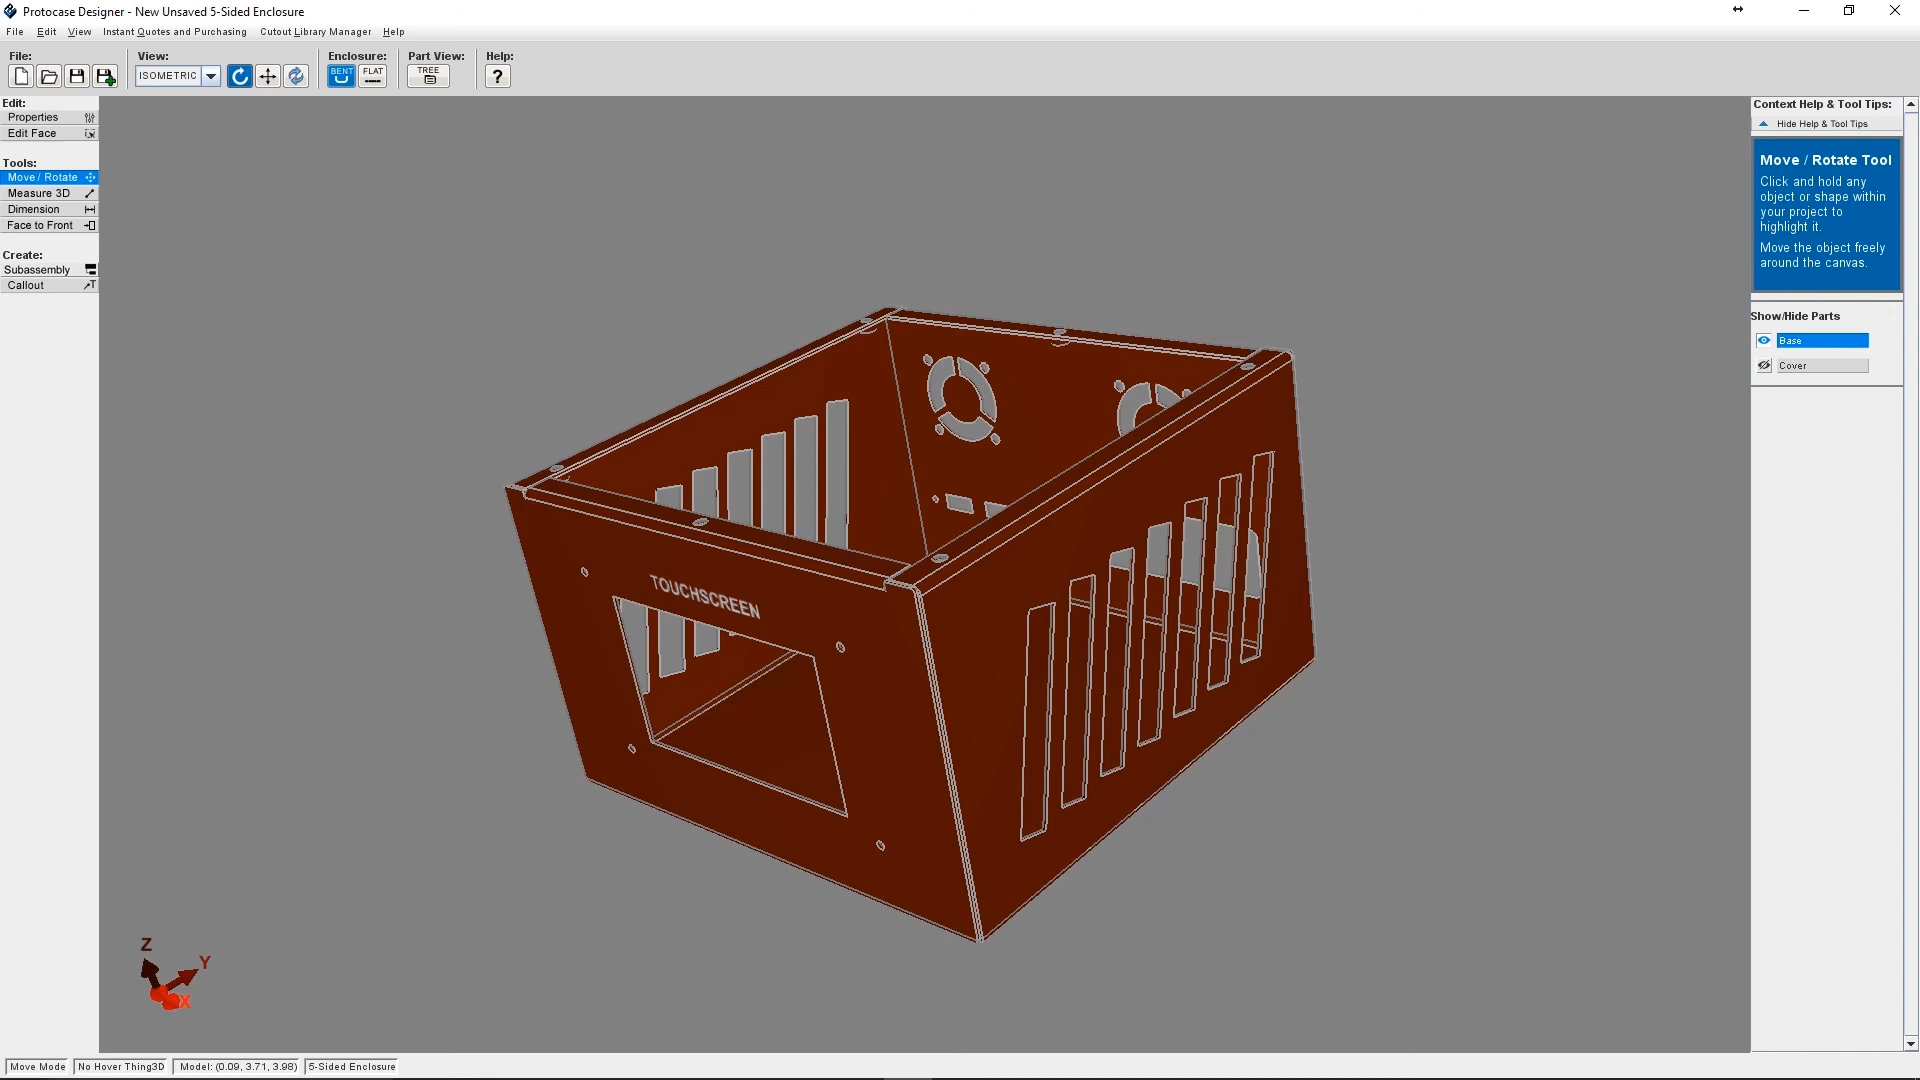 Protocase Designer - New Unsaved 5-Sided Enclosure
File Edit View Instant Quotes and Purchasing Cutout Library Manager Help
File: View: Enclosure: Part View: Help:
ISOMETRIC BENT FLAT TREE ?
Edit:
Properties
Edit Face
Tools:
Move / Rotate
Measure 3D
Dimension
Face to Front
Create:
Subassembly
Callout
T
TOUCHSCREEN
Z
Y
X
Context Help & Tool Tips:
Hide Help & Tool Tips
Move / Rotate Tool
Click and hold any
object or shape within
your project to
highlight it.
Move the object freely
around the canvas.
Show/Hide Parts
Base
Cover
Move Mode No Hover Thing3D Model: (0.09, 3.71, 3.98) 5-Sided Enclosure